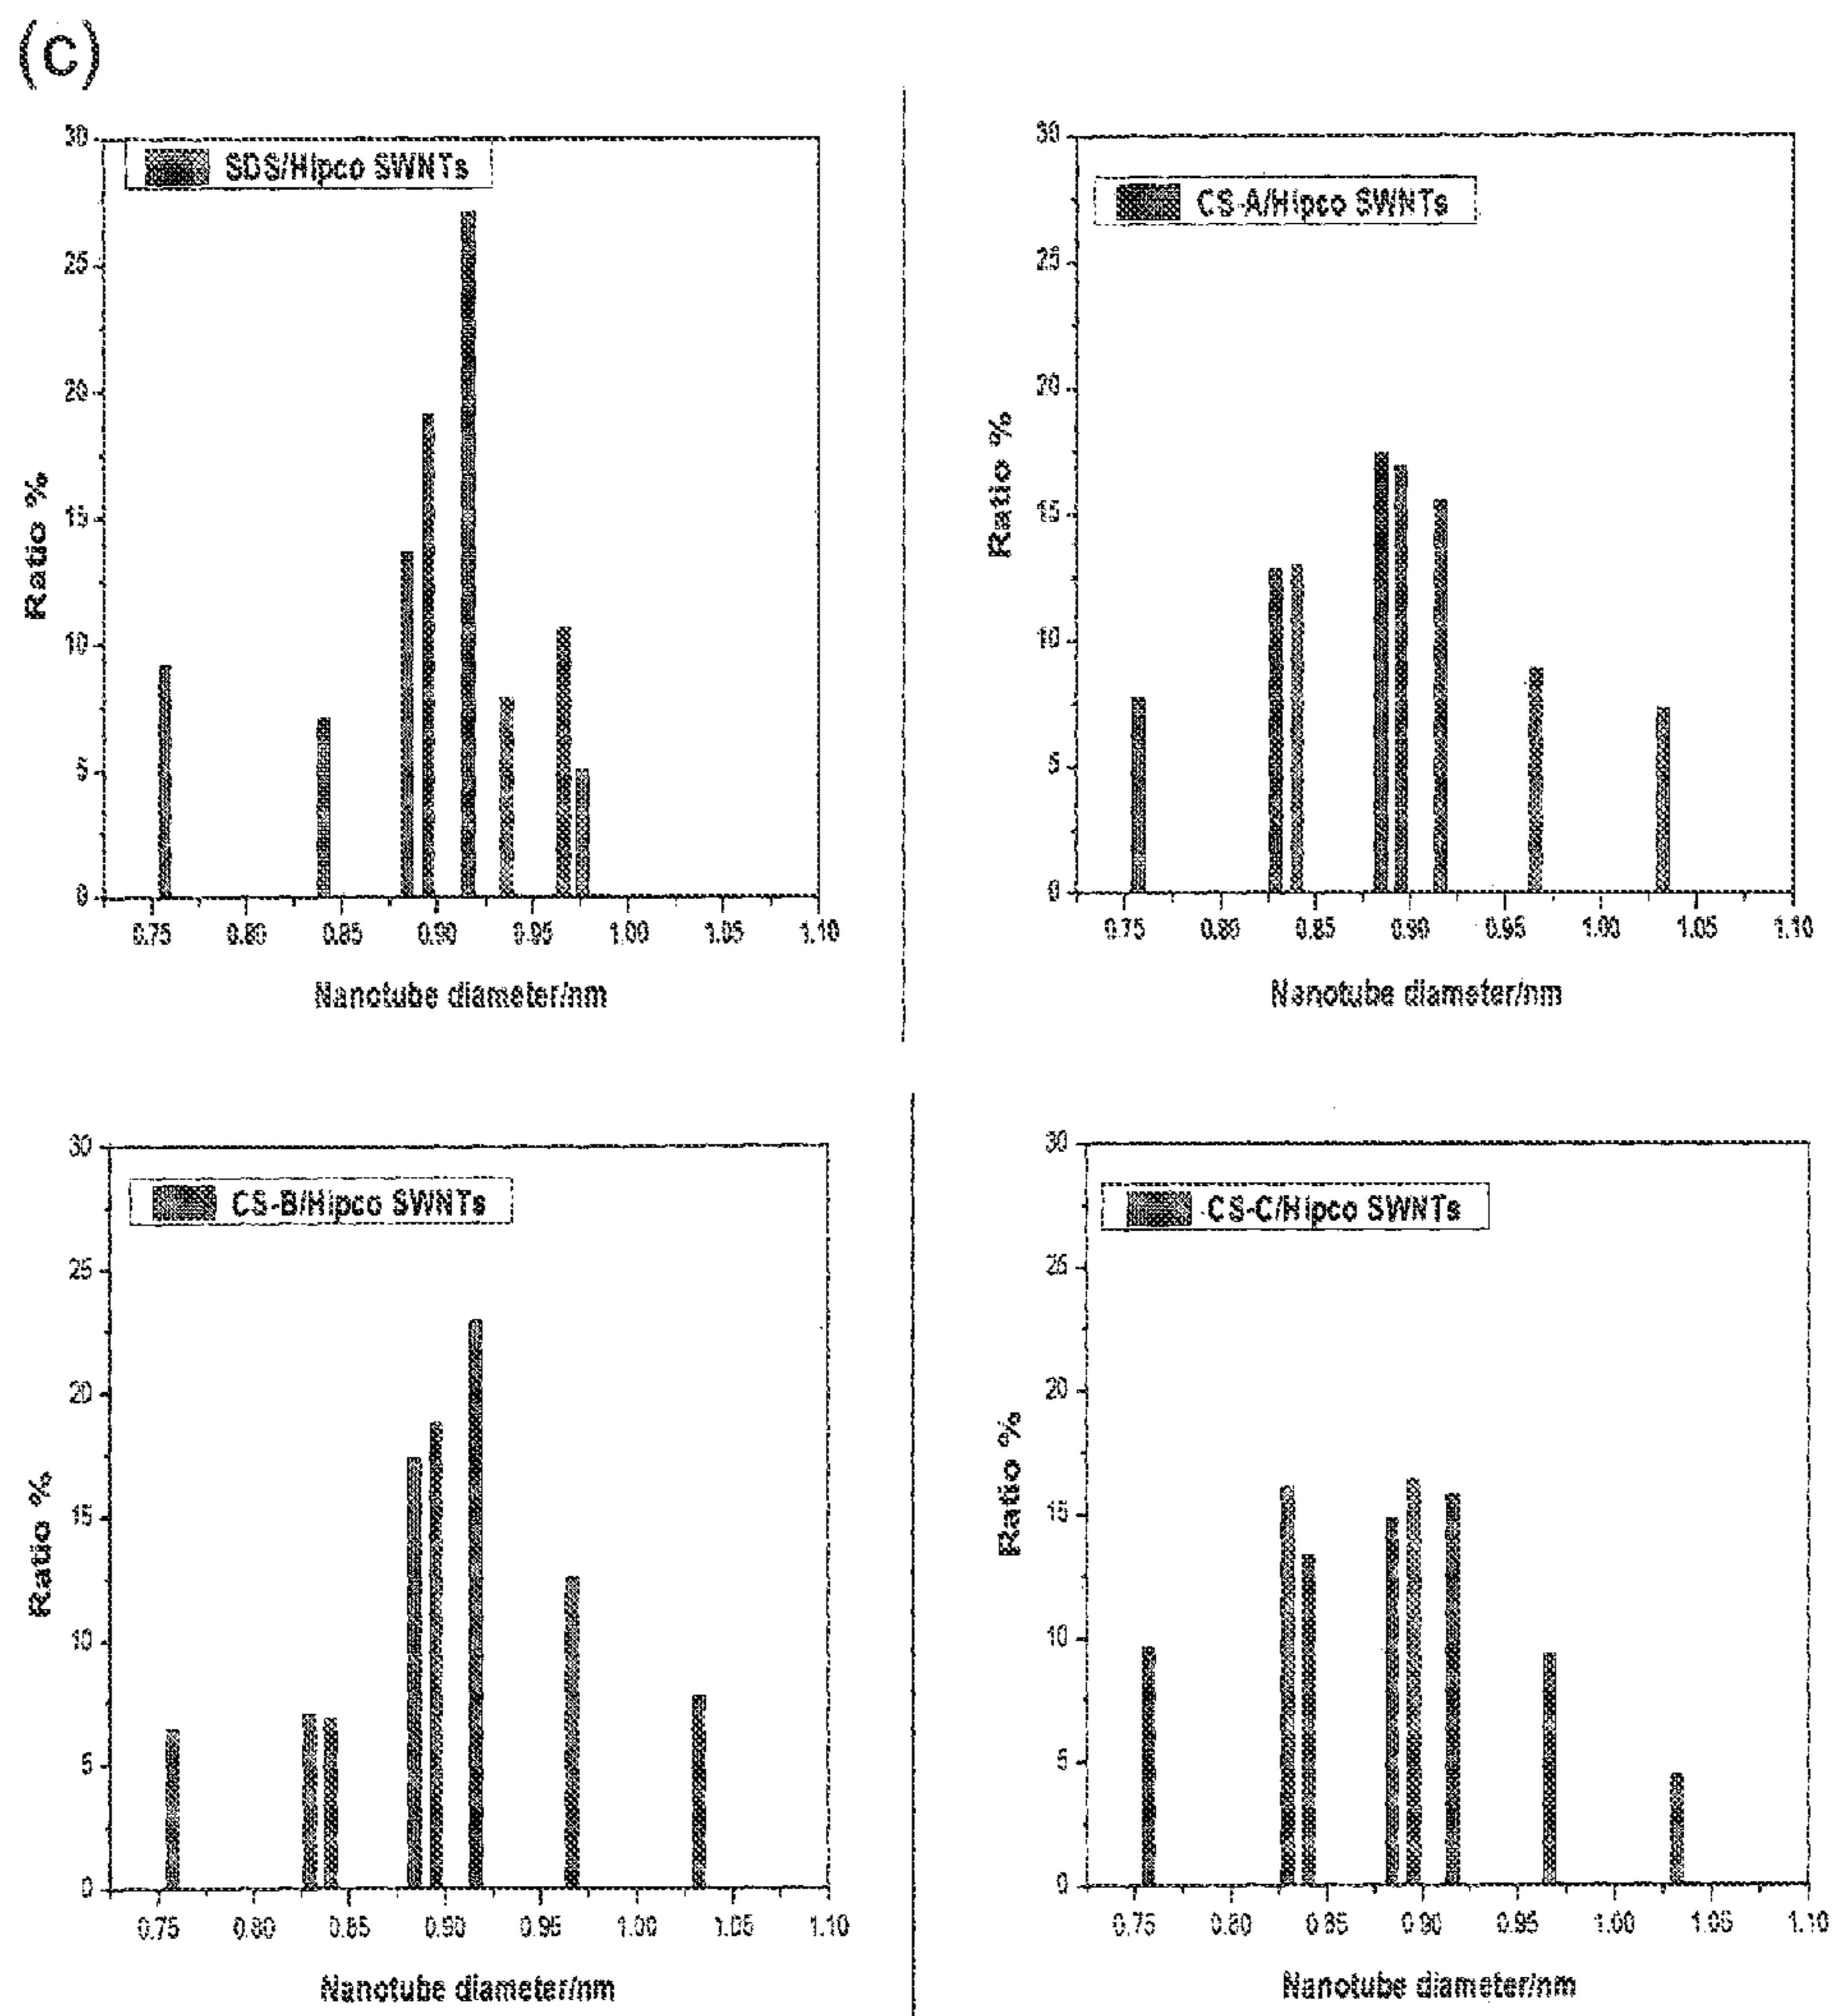 (c)
SDS/Hipco SWNTs
30
25
20
15
10
5
0
Ratio %
0.75 0.80 0.85 0.90 0.95 1.00 1.05 1.10
Nanotube diameter/nm
CS-A/Hipco SWNTs
30
25
20
15
10
5
0
Ratio %
0.75 0.80 0.85 0.90 0.95 1.00 1.05 1.10
Nanotube diameter/nm
CS-B/Hipco SWNTs
30
25
20
15
10
5
0
Ratio %
0.75 0.80 0.85 0.90 0.95 1.00 1.05 1.10
Nanotube diameter/nm
CS-C/Hipco SWNTs
30
25
20
15
10
5
0
Ratio %
0.75 0.80 0.85 0.90 0.95 1.00 1.05 1.10
Nanotube diameter/nm